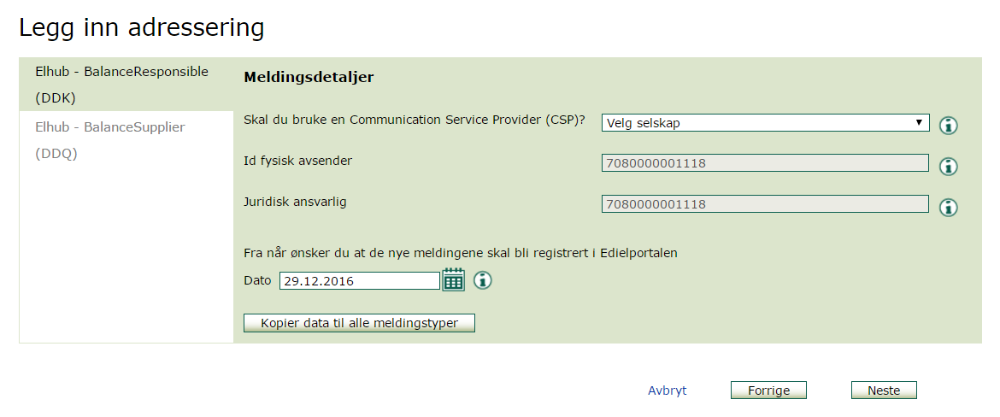 Legg inn adressering
Elhub - BalanceResponsible
(DDK)
Elhub - BalanceSupplier
(DDQ)
Meldingsdetaljer
Skal du bruke en Communication Service Provider (CSP)? Velg selskap
Id fysisk avsender 7080000001118
Juridisk ansvarlig 7080000001118
Fra når ønsker du at de nye meldingene skal bli registrert i Edielportalen
Dato 29.12.2016
Kopier data til alle meldingstyper
Avbryt Forrige Neste